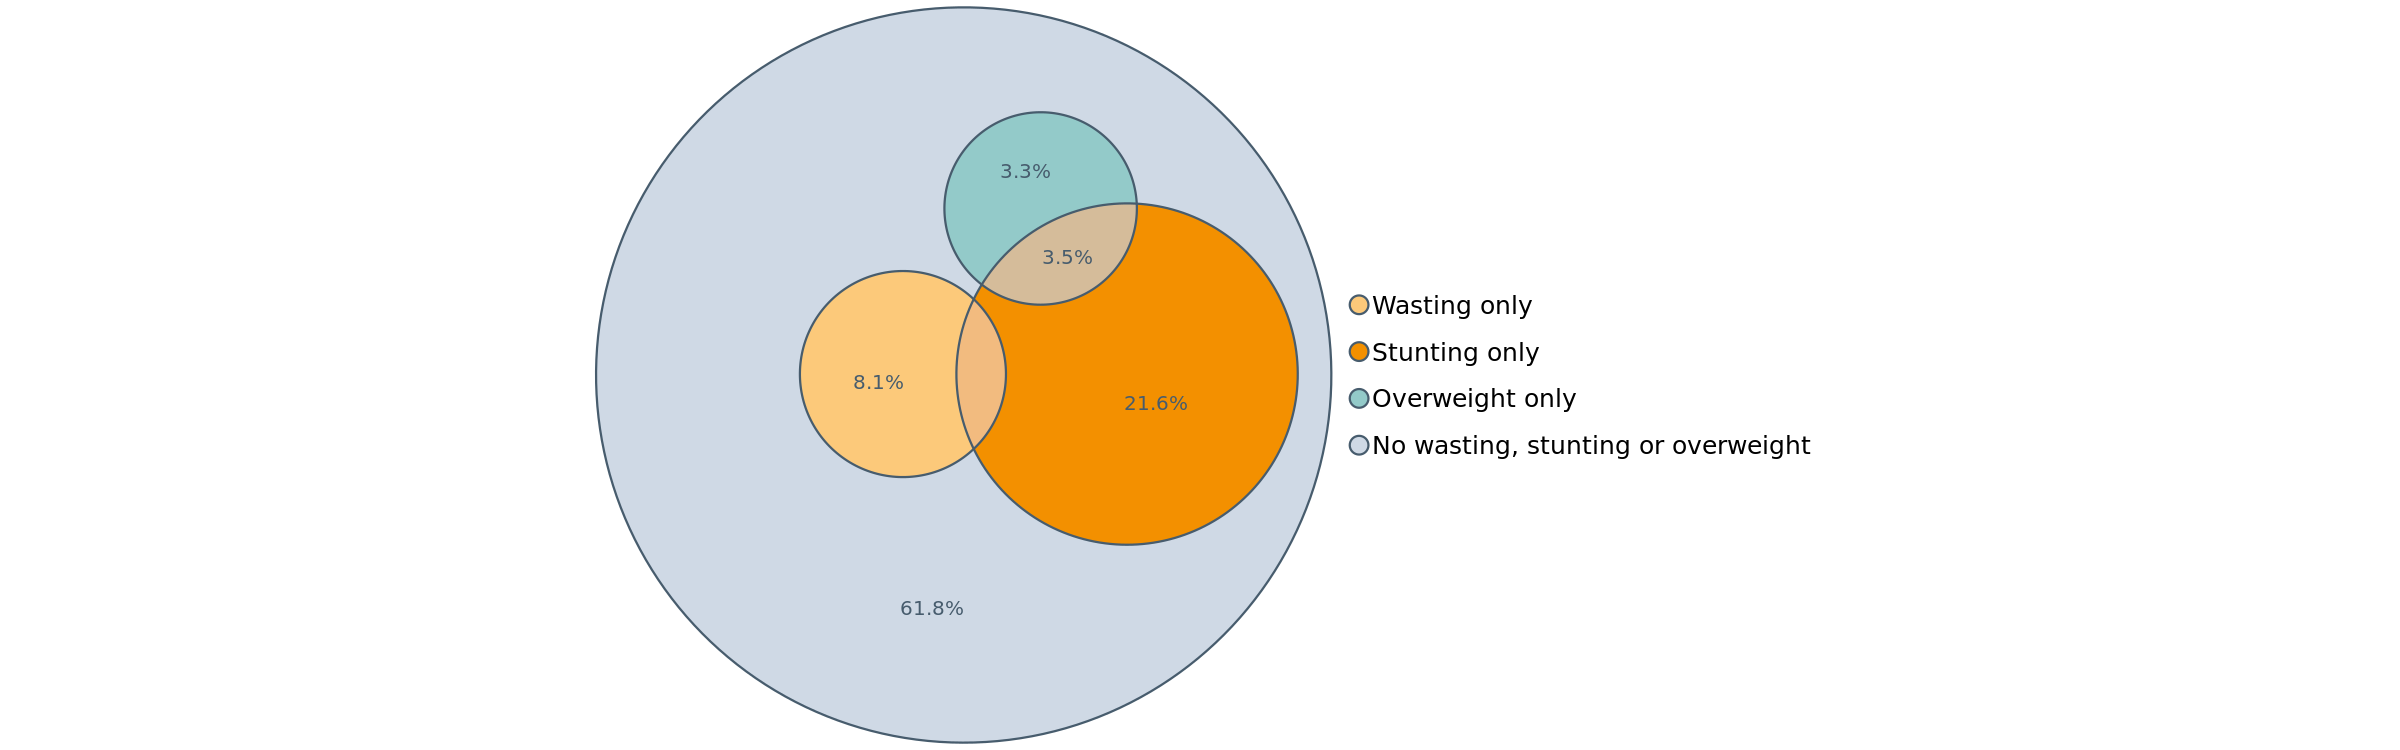 3.3%
3.5%
8.1%
21.6%
61.8%
Wasting only
Stunting only
Overweight only
No wasting, stunting or overweight